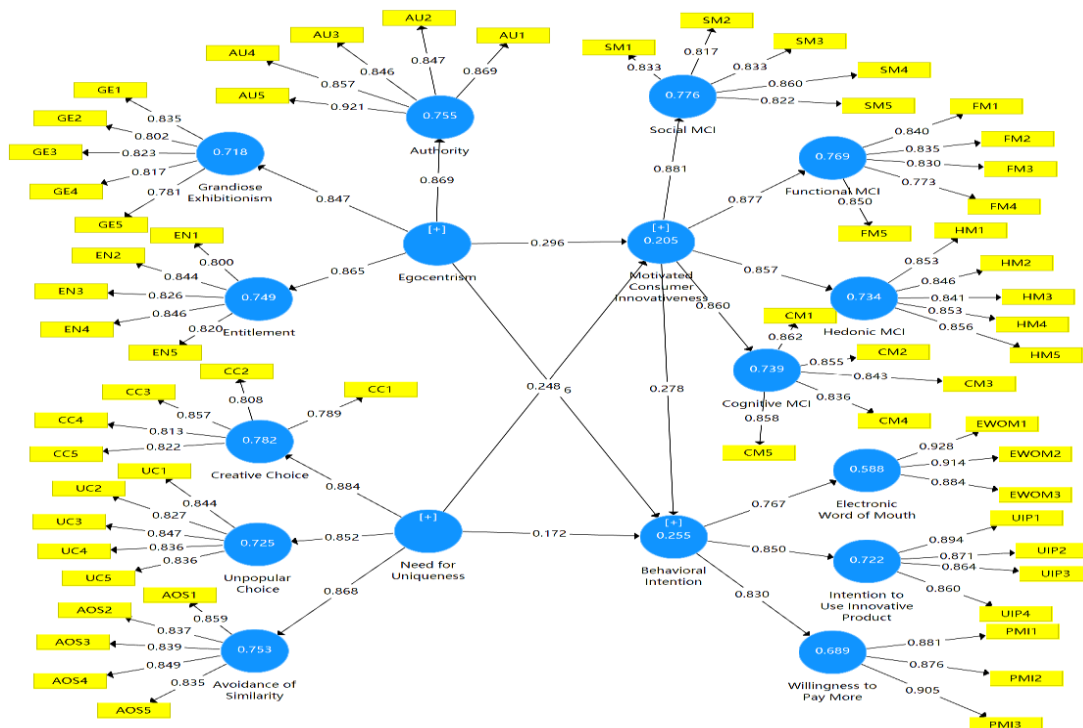 AU2
AU3
AU1
AU4
AU5
0.847
0.846
0.857
0.869
0.921
0.755
Authority
0.869
GE1
GE2
GE3
GE4
GE5
0.835
0.802
0.823
0.817
0.781
0.718
Grandiose
Exhibitionism
0.847
EN1
EN2
EN3
EN4
EN5
0.800
0.844
0.826
0.846
0.820
0.749
Entitlement
0.865
[+]
Egocentrism
0.296
SM2
SM1
SM3
SM4
SM5
0.817
0.833
0.833
0.860
0.822
0.776
Social MCI
0.881
FM1
FM2
FM3
FM4
FM5
0.840
0.835
0.830
0.773
0.850
0.769
Functional MCI
0.877
[+]
0.205
Motivated
Consumer
Innovativeness
0.857
HM1
HM2
HM3
HM4
HM5
0.853
0.846
0.841
0.853
0.856
0.734
Hedonic MCI
0.860
CM1
CM2
CM3
CM4
CM5
0.862
0.855
0.843
0.836
0.858
0.739
Cognitive MCI
0.248
6
0.278
CC2
CC3
CC1
CC4
CC5
0.808
0.857
0.789
0.813
0.822
0.782
Creative Choice
0.884
UC1
UC2
UC3
UC4
UC5
0.844
0.827
0.847
0.836
0.836
0.725
Unpopular
Choice
0.852
[+]
Need for
Uniqueness
0.172
0.868
AOS1
AOS2
AOS3
AOS4
AOS5
0.859
0.837
0.839
0.849
0.835
0.753
Avoidance of
Similarity
[+]
0.255
Behavioral
Intention
0.767
EWOM1
EWOM2
EWOM3
0.928
0.914
0.884
0.588
Electronic
Word of Mouth
0.850
UIP1
UIP2
UIP3
UIP4
0.894
0.871
0.864
0.860
0.722
Intention to
Use Innovative
Product
0.830
PMI1
PMI2
PMI3
0.881
0.876
0.905
0.689
Willingness to
Pay More